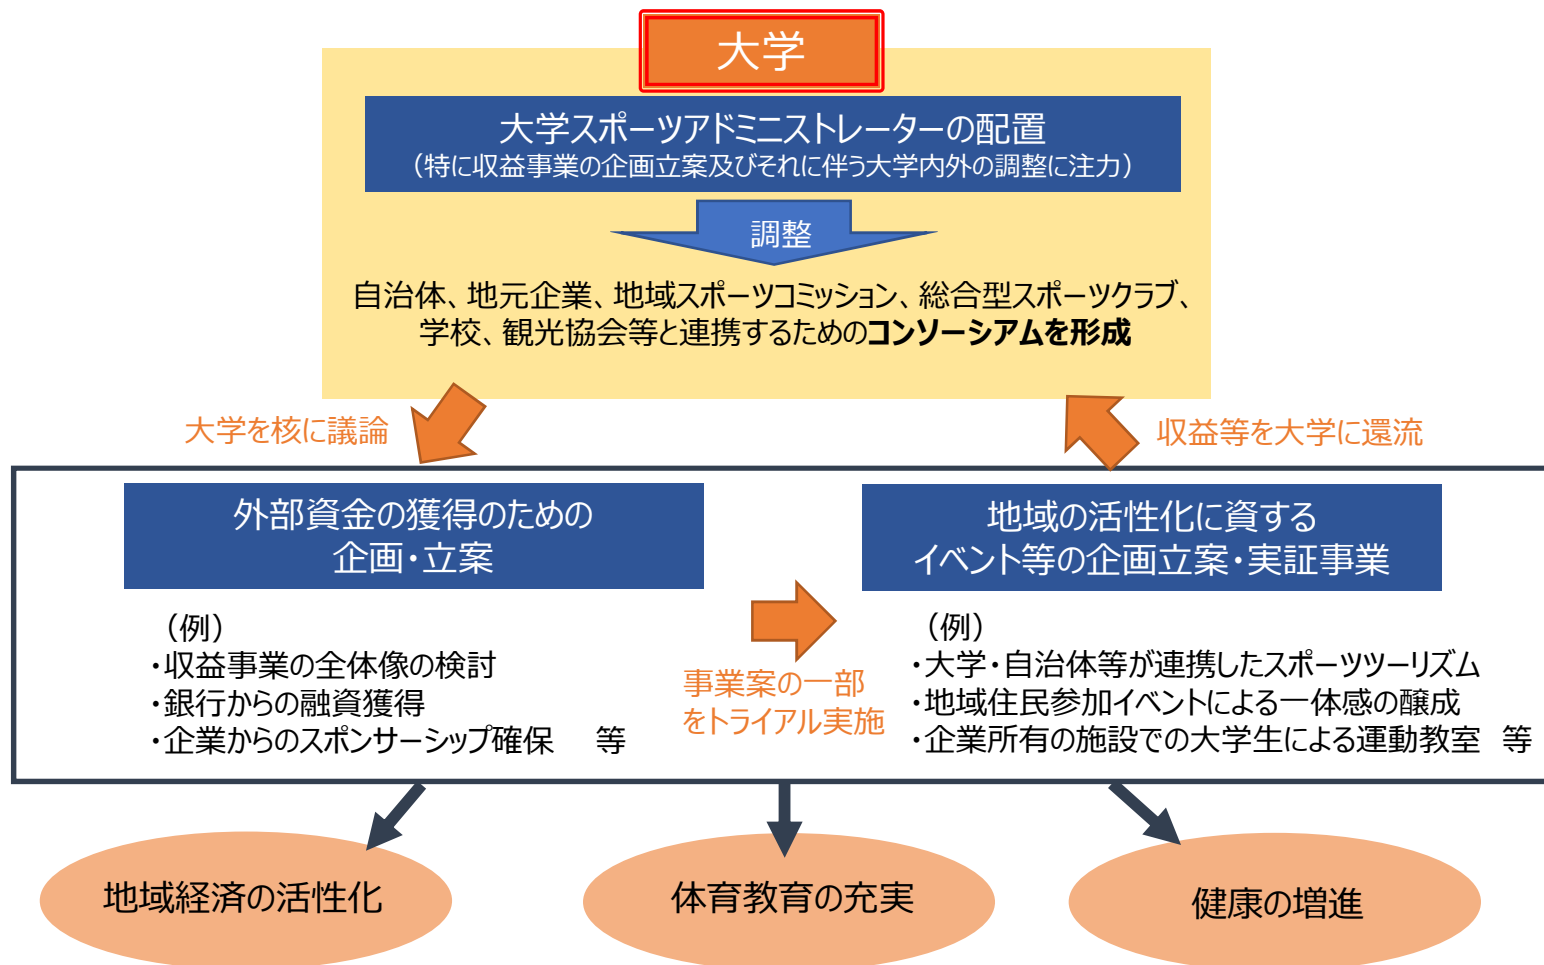 大学
大学スポーツアドミニストレーターの配置
（特に収益事業の企画立案及びそれに伴う大学内外の調整に注力）
調整
自治体、地元企業、地域スポーツコミッション、総合型スポーツクラブ、
学校、観光協会等と連携するためのコンソーシアムを形成
大学を核に議論
収益等を大学に還流
外部資金の獲得のための
企画・立案
（例）
・収益事業の全体像の検討
・銀行からの融資獲得
・企業からのスポンサーシップ確保　等
事業案の一部
をトライアル実施
地域の活性化に資する
イベント等の企画立案・実証事業
（例）
・大学・自治体等が連携したスポーツツーリズム
・地域住民参加イベントによる一体感の醸成
・企業所有の施設での大学生による運動教室　等
地域経済の活性化
体育教育の充実
健康の増進